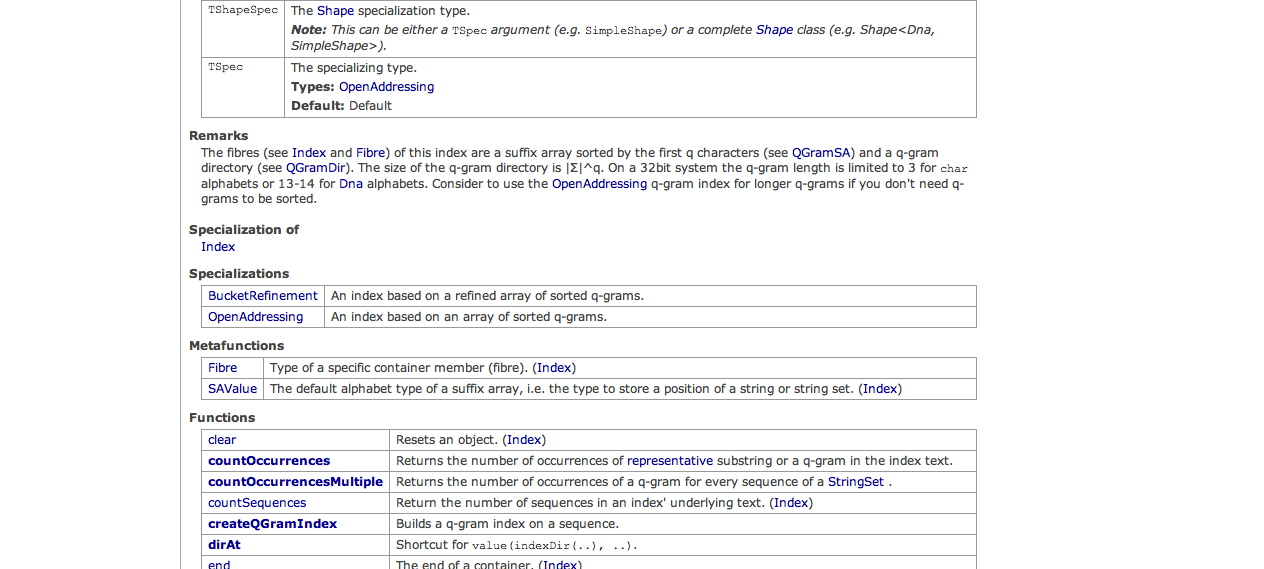 TShapeSpec The Shape specialization type.
Note: This can be either a TSpec argument (e.g. SimpleShape) or a complete Shape class (e.g. Shape<Dna,
SimpleShape>).
TSpec The specializing type.
Types: OpenAddressing
Default: Default
Remarks
The fibres (see Index and Fibre) of this index are a suffix array sorted by the first q characters (see QGramSA) and a q-gram
directory (see QGramDir). The size of the q-gram directory is |Σ|^q. On a 32bit system the q-gram length is limited to 3 for char
alphabets or 13-14 for Dna alphabets. Consider to use the OpenAddressing q-gram index for longer q-grams if you don't need q-
grams to be sorted.
Specialization of
Index
Specializations
BucketRefinement An index based on a refined array of sorted q-grams.
OpenAddressing An index based on an array of sorted q-grams.
Metafunctions
Fibre Type of a specific container member (fibre). (Index)
SAValue The default alphabet type of a suffix array, i.e. the type to store a position of a string or string set. (Index)
Functions
clear Resets an object. (Index)
countOccurrences Returns the number of occurrences of representative substring or a q-gram in the index text.
countOccurrencesMultiple Returns the number of occurrences of a q-gram for every sequence of a StringSet .
countSequences Return the number of sequences in an index' underlying text. (Index)
createQGramIndex Builds a q-gram index on a sequence.
dirAt Shortcut for value(indexDir(..), ..).
end The end of a container. (Index)